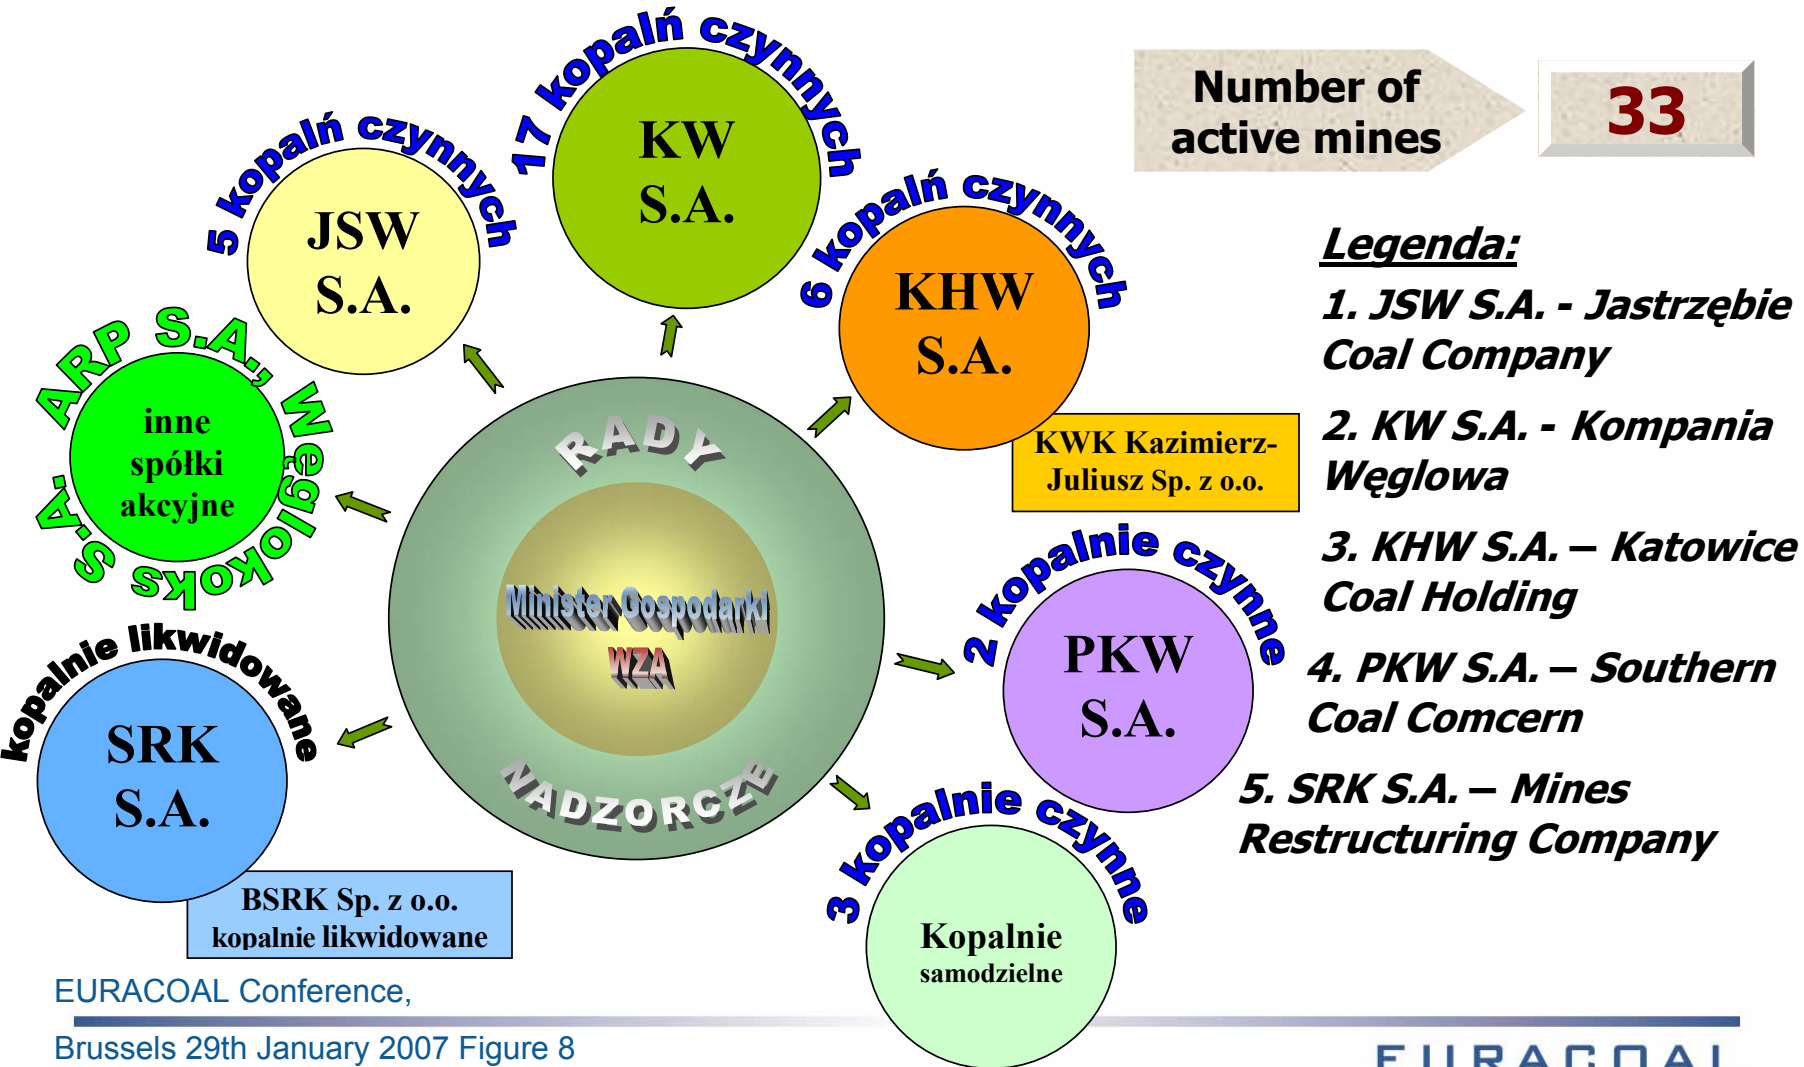 17 kopalń czynnych
KW
S.A.
5 kopalń czynnych
JSW
S.A.
6 kopalń czynnych
KHW
S.A.
KWK Kazimierz-
Juliusz Sp. z o.o.
ARP S.A., Węglokoks S.A.
inne
spółki
akcyjne
RADY
NADZORCZE
Minister Gospodarki
WZA
2 kopalnie czynne
PKW
S.A.
kopalnie likwidowane
SRK
S.A.
BSRK Sp. z o.o.
kopalnie likwidowane
3 kopalnie czynne
Kopalnie
samodzielne
Number of
active mines
33
Legenda:
1. JSW S.A. - Jastrzębie
Coal Company
2. KW S.A. - Kompania
Węglowa
3. KHW S.A. – Katowice
Coal Holding
4. PKW S.A. – Southern
Coal Comcern
5. SRK S.A. – Mines
Restructuring Company
EURACOAL Conference,
Brussels 29th January 2007 Figure 8
EURACOAL